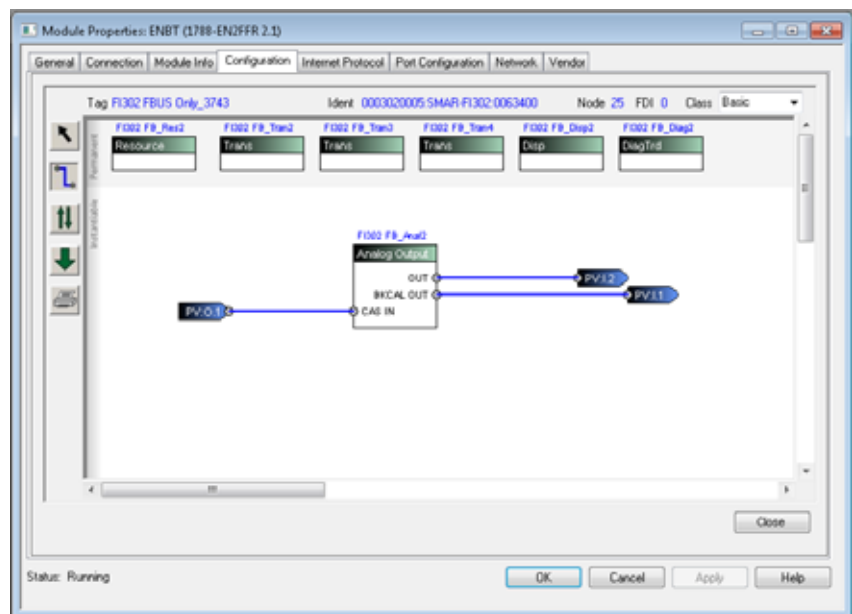 Module Properties: ENBT (1788-EN2FFR 2.1)
General Connection Module Info Configuration Internet Protocol Port Configuration Network Vendor
Tag FI302 FBUS Only_3743 Ident 0003020005:SMAR-FI302:0063400 Node 25 FDI 0 Class Basic
Permanent
FI302 FB_Res2 FI302 FB_Tran2 FI302 FB_Tran3 FI302 FB_Tran4 FI302 FB_Disp2 FI302 FB_Diag2
Resource Trans Trans Trans Disp DiagTrd
Instantiable
FI302 FB_Anal2
Analog Output
OUT PV:I.2
BKCAL OUT PV:I.1
PV:O.1 CAS IN
Close
Status: Running OK Cancel Apply Help